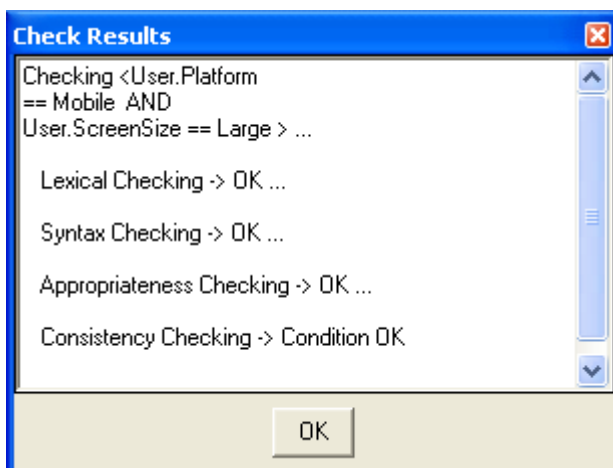 Check Results
Checking <User.Platform
== Mobile AND
User.ScreenSize == Large > ...
Lexical Checking -> OK ...
Syntax Checking -> OK ...
Appropriateness Checking -> OK ...
Consistency Checking -> Condition OK
OK